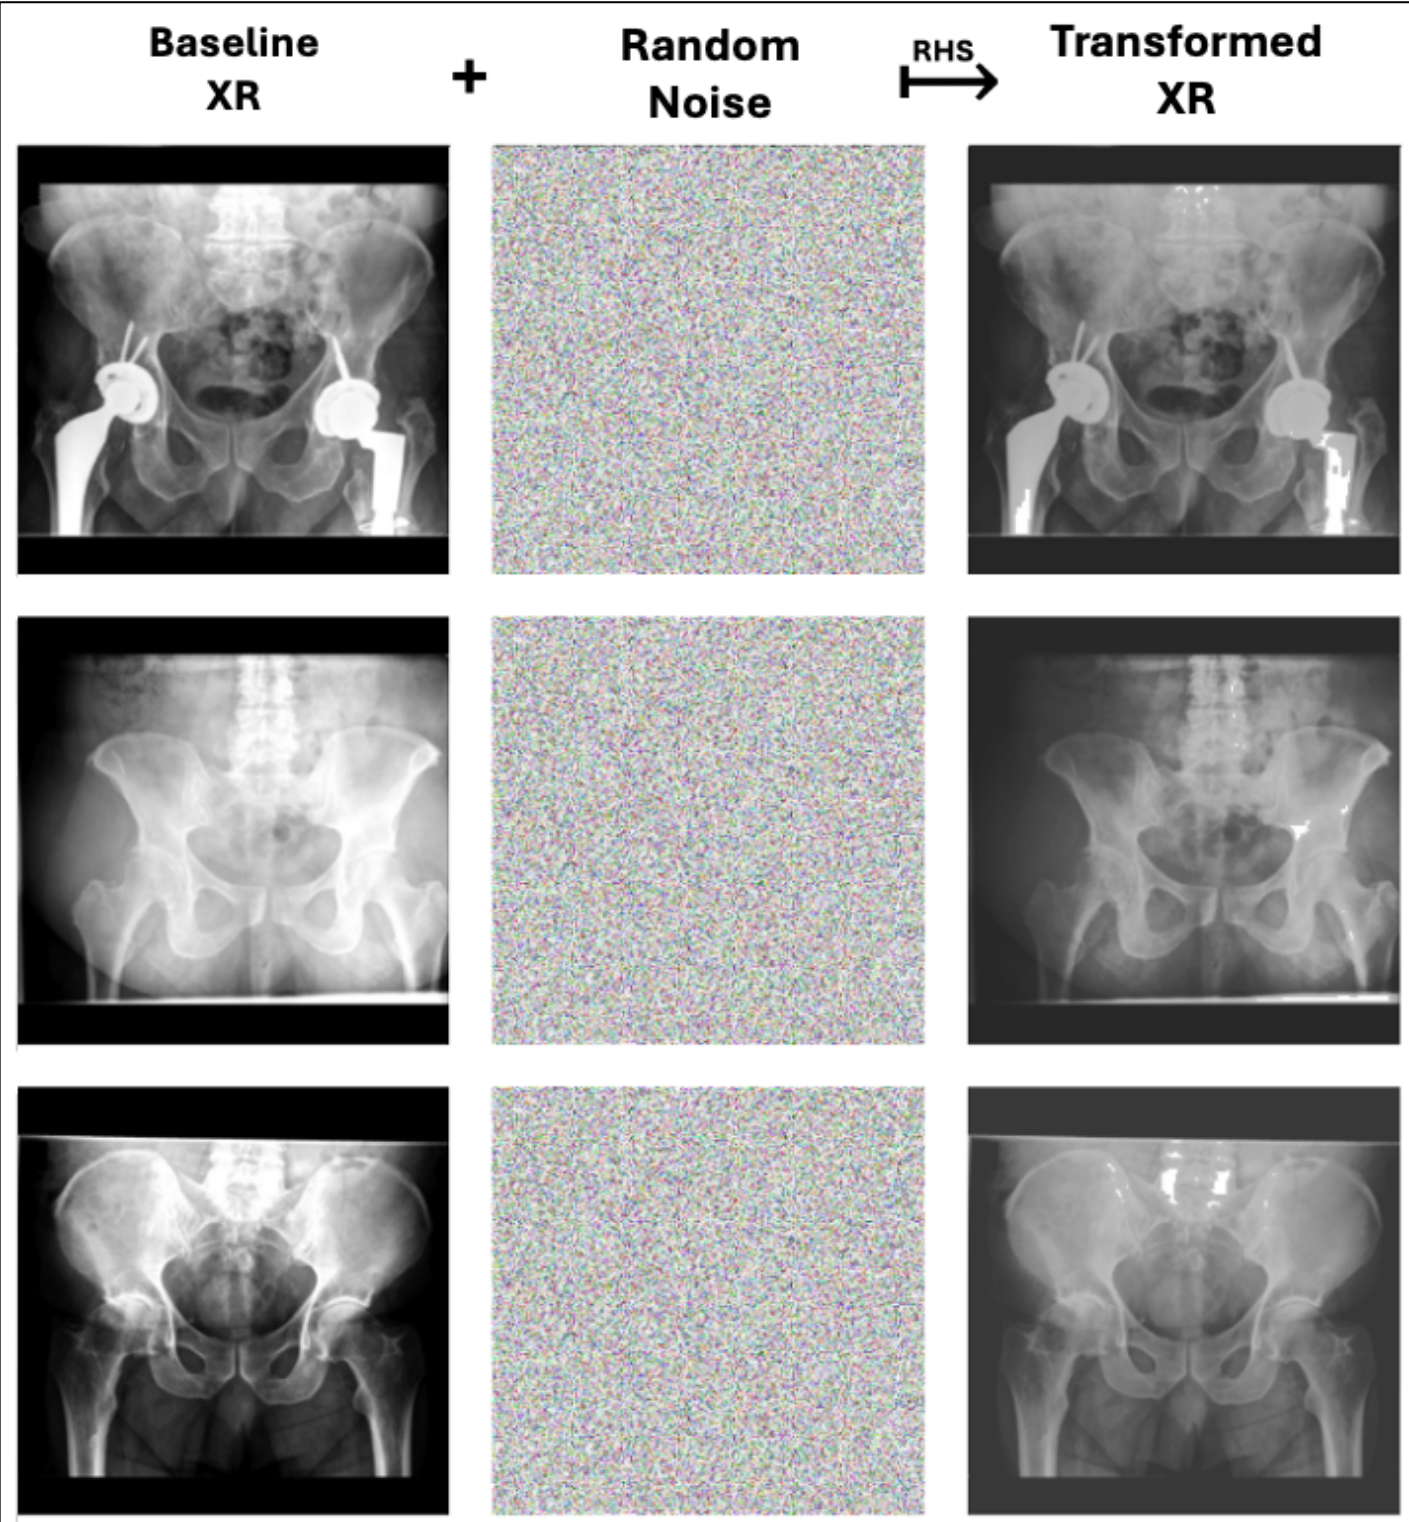 Baseline
XR
+
Random
Noise
RHS
Transformed
XR